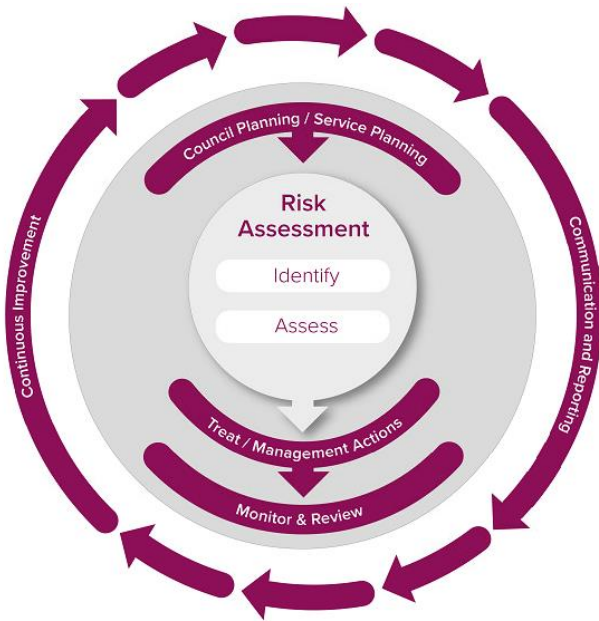 Council Planning / Service Planning
Risk
Assessment
Identify
Assess
Treat / Management Actions
Monitor & Review
Continuous Improvement
Communication and Reporting